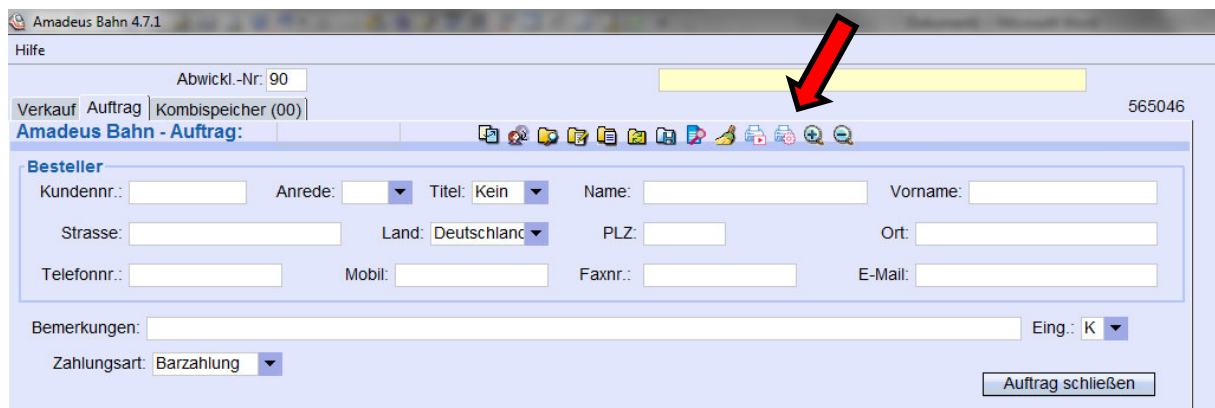 Amadeus Bahn 4.7.1
Hilfe
Abwickl.-Nr: 90
Verkauf Auftrag Kombispeicher (00) 565046
Amadeus Bahn - Auftrag:
Besteller
Kundennr.: Anrede: Titel: Kein Name: Vorname:
Strasse: Land: Deutschland PLZ: Ort:
Telefonnr.: Mobil: Faxnr.: E-Mail:
Bemerkungen: Eing.: K
Zahlungsart: Barzahlung
Auftrag schließen